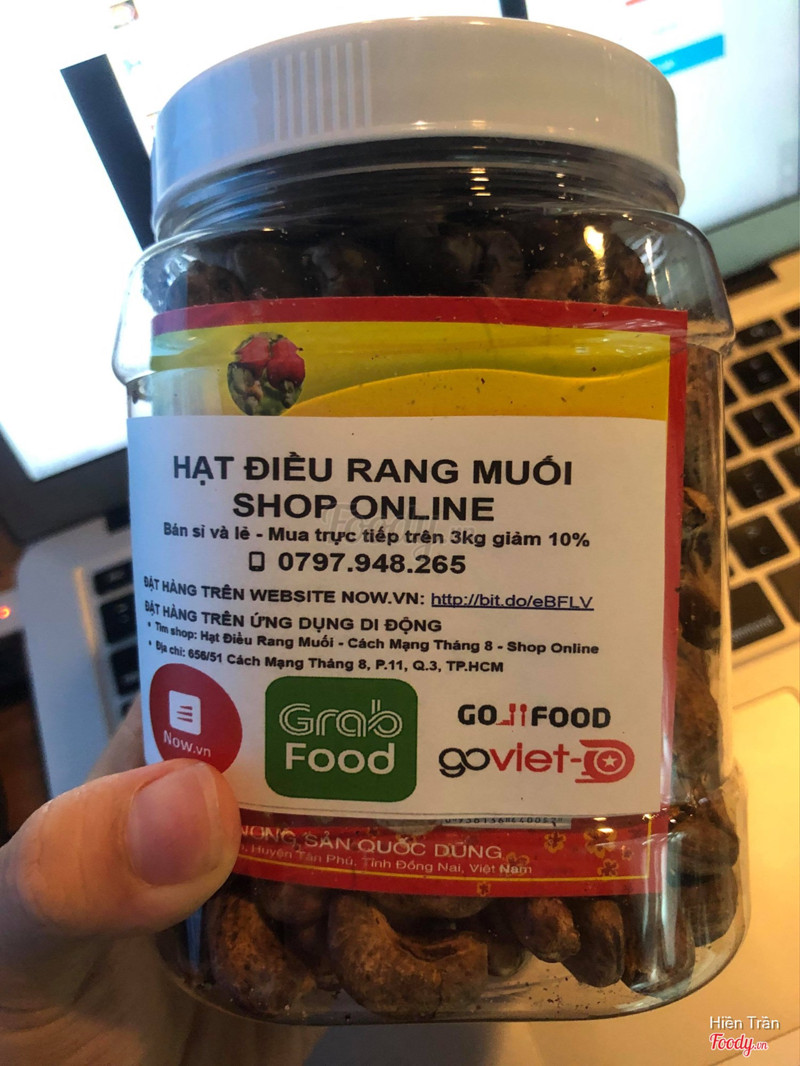 HẠT ĐIỀU RANG MUỐI
SHOP ONLINE
Bán sỉ và lẻ - Mua trực tiếp trên 3kg giảm 10%
0797.948.265
ĐẶT HÀNG TRÊN WEBSITE NOW.VN: http://bit.do/eBFLV
ĐẶT HÀNG TRÊN ỨNG DỤNG DI ĐỘNG
• Tìm shop: Hạt Điều Rang Muối - Cách Mạng Tháng 8 - Shop Online
• Địa chỉ: 656/51 Cách Mạng Tháng 8, P.11, Q.3, TP.HCM
Now.vn
Grab
Food
GO FOOD
goviet
NÔNG SẢN QUỐC DŨNG
Huyện Tân Phú, Tỉnh Đồng Nai, Việt Nam
Hiền Trần
Foody.vn